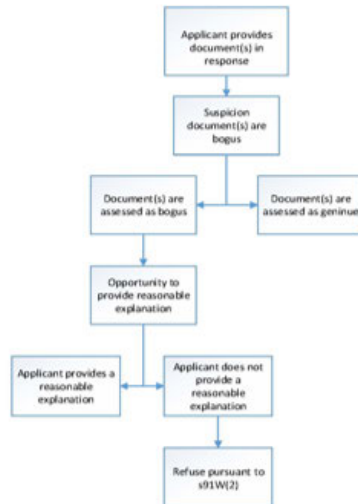 Applicant provides
document(s) in
response
Suspicion
document(s) are
bogus
Document(s) are
assessed as bogus
Document(s) are
assessed as geninue
Opportunity to
provide reasonable
explanation
Applicant provides a
reasonable
explanation
Applicant does not
provide a
reasonable
explanation
Refuse pursuant to
s91W(2)